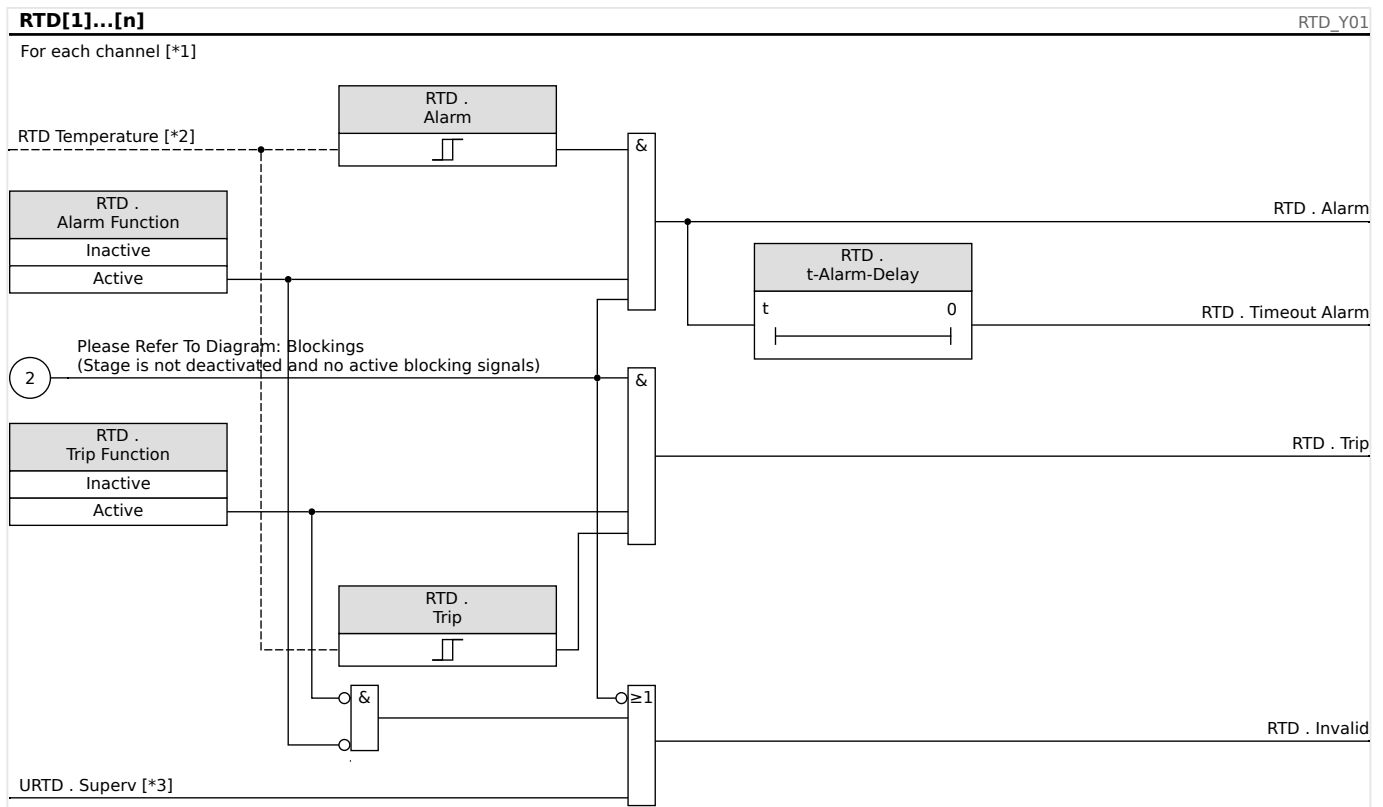 RTD[1]...[n]
RTD_Y01
For each channel [*1]
RTD .
Alarm
RTD Temperature [*2]
&
RTD .
Alarm Function
Inactive
Active
RTD . Alarm
RTD .
t-Alarm-Delay
t 0
RTD . Timeout Alarm
Please Refer To Diagram: Blockings
(Stage is not deactivated and no active blocking signals)
2
&
RTD .
Trip Function
Inactive
Active
RTD . Trip
RTD .
Trip
&
≥1
RTD . Invalid
URTD . Superv [*3]